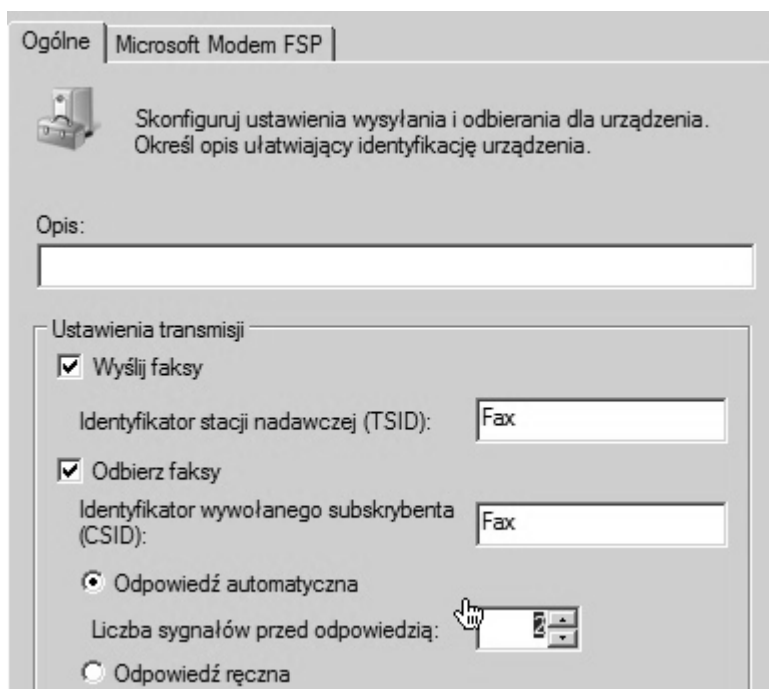 Ogólne
Microsoft Modem FSP
Skonfiguruj ustawienia wysyłania i odbierania dla urządzenia.
Określ opis ułatwiający identyfikację urządzenia.
Opis:
Ustawienia transmisji
Wyślij faksy
Identyfikator stacji nadawczej (TSID):
Fax
Odbierz faksy
Identyfikator wywołanego subskrybenta
(CSID):
Fax
Odpowiedź automatyczna
Liczba sygnałów przed odpowiedzią:
2
Odpowiedź ręczna